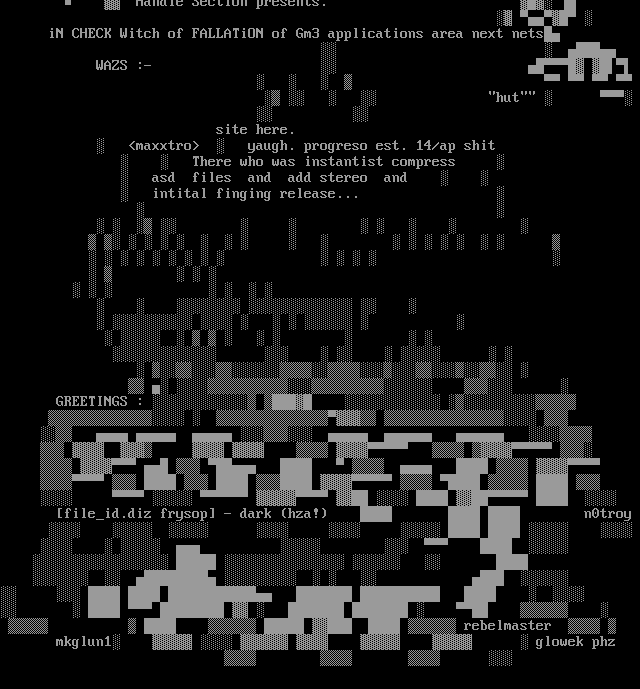 Handle Section presents.
iN CHECK Witch of FALLATiON of Gm3 applications area next nets
WAZS :-
"hut""
site here.
<maxxtro> yaugh. progreso est. 14/ap shit
There who was instantist compress
asd files and add stereo and
intital finging release...
GREETINGS :
[file_id.diz frysop] - dark (hza!)
n0troy
rebelmaster
mkglun1
glowek phz